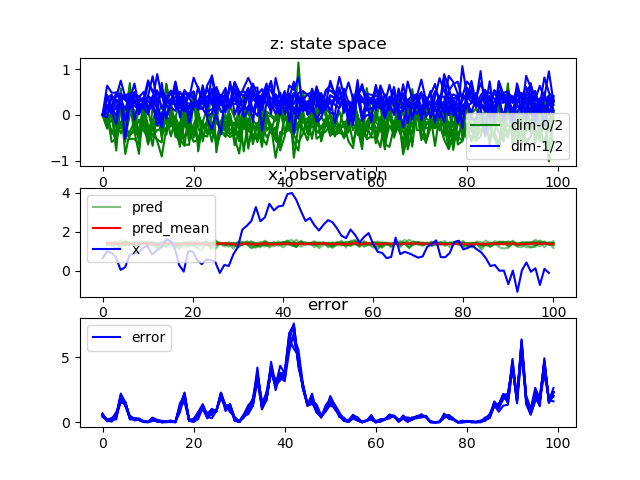 z: state space
1
0
−1
dim-0/2
dim-1/2
0 20 40 60 80 100
x: observation
4
2
0
pred
pred_mean
x
0 20 40 60 80 100
error
5
0
error
0 20 40 60 80 100